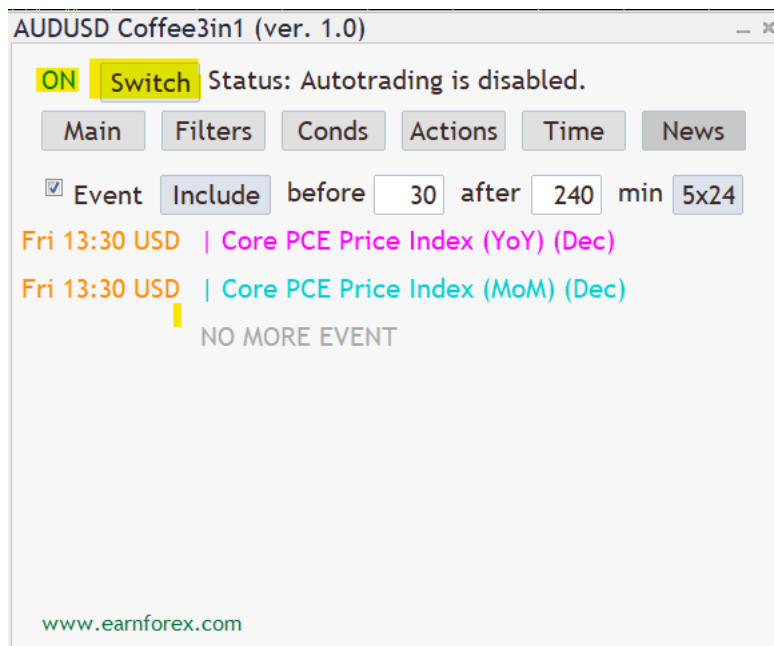 AUDUSD Coffee3in1 (ver. 1.0)
ON Switch Status: Autotrading is disabled.
Main Filters Conds Actions Time News
Event Include before 30 after 240 min 5x24
Fri 13:30 USD | Core PCE Price Index (YoY) (Dec)
Fri 13:30 USD | Core PCE Price Index (MoM) (Dec)
NO MORE EVENT
www.earnforex.com